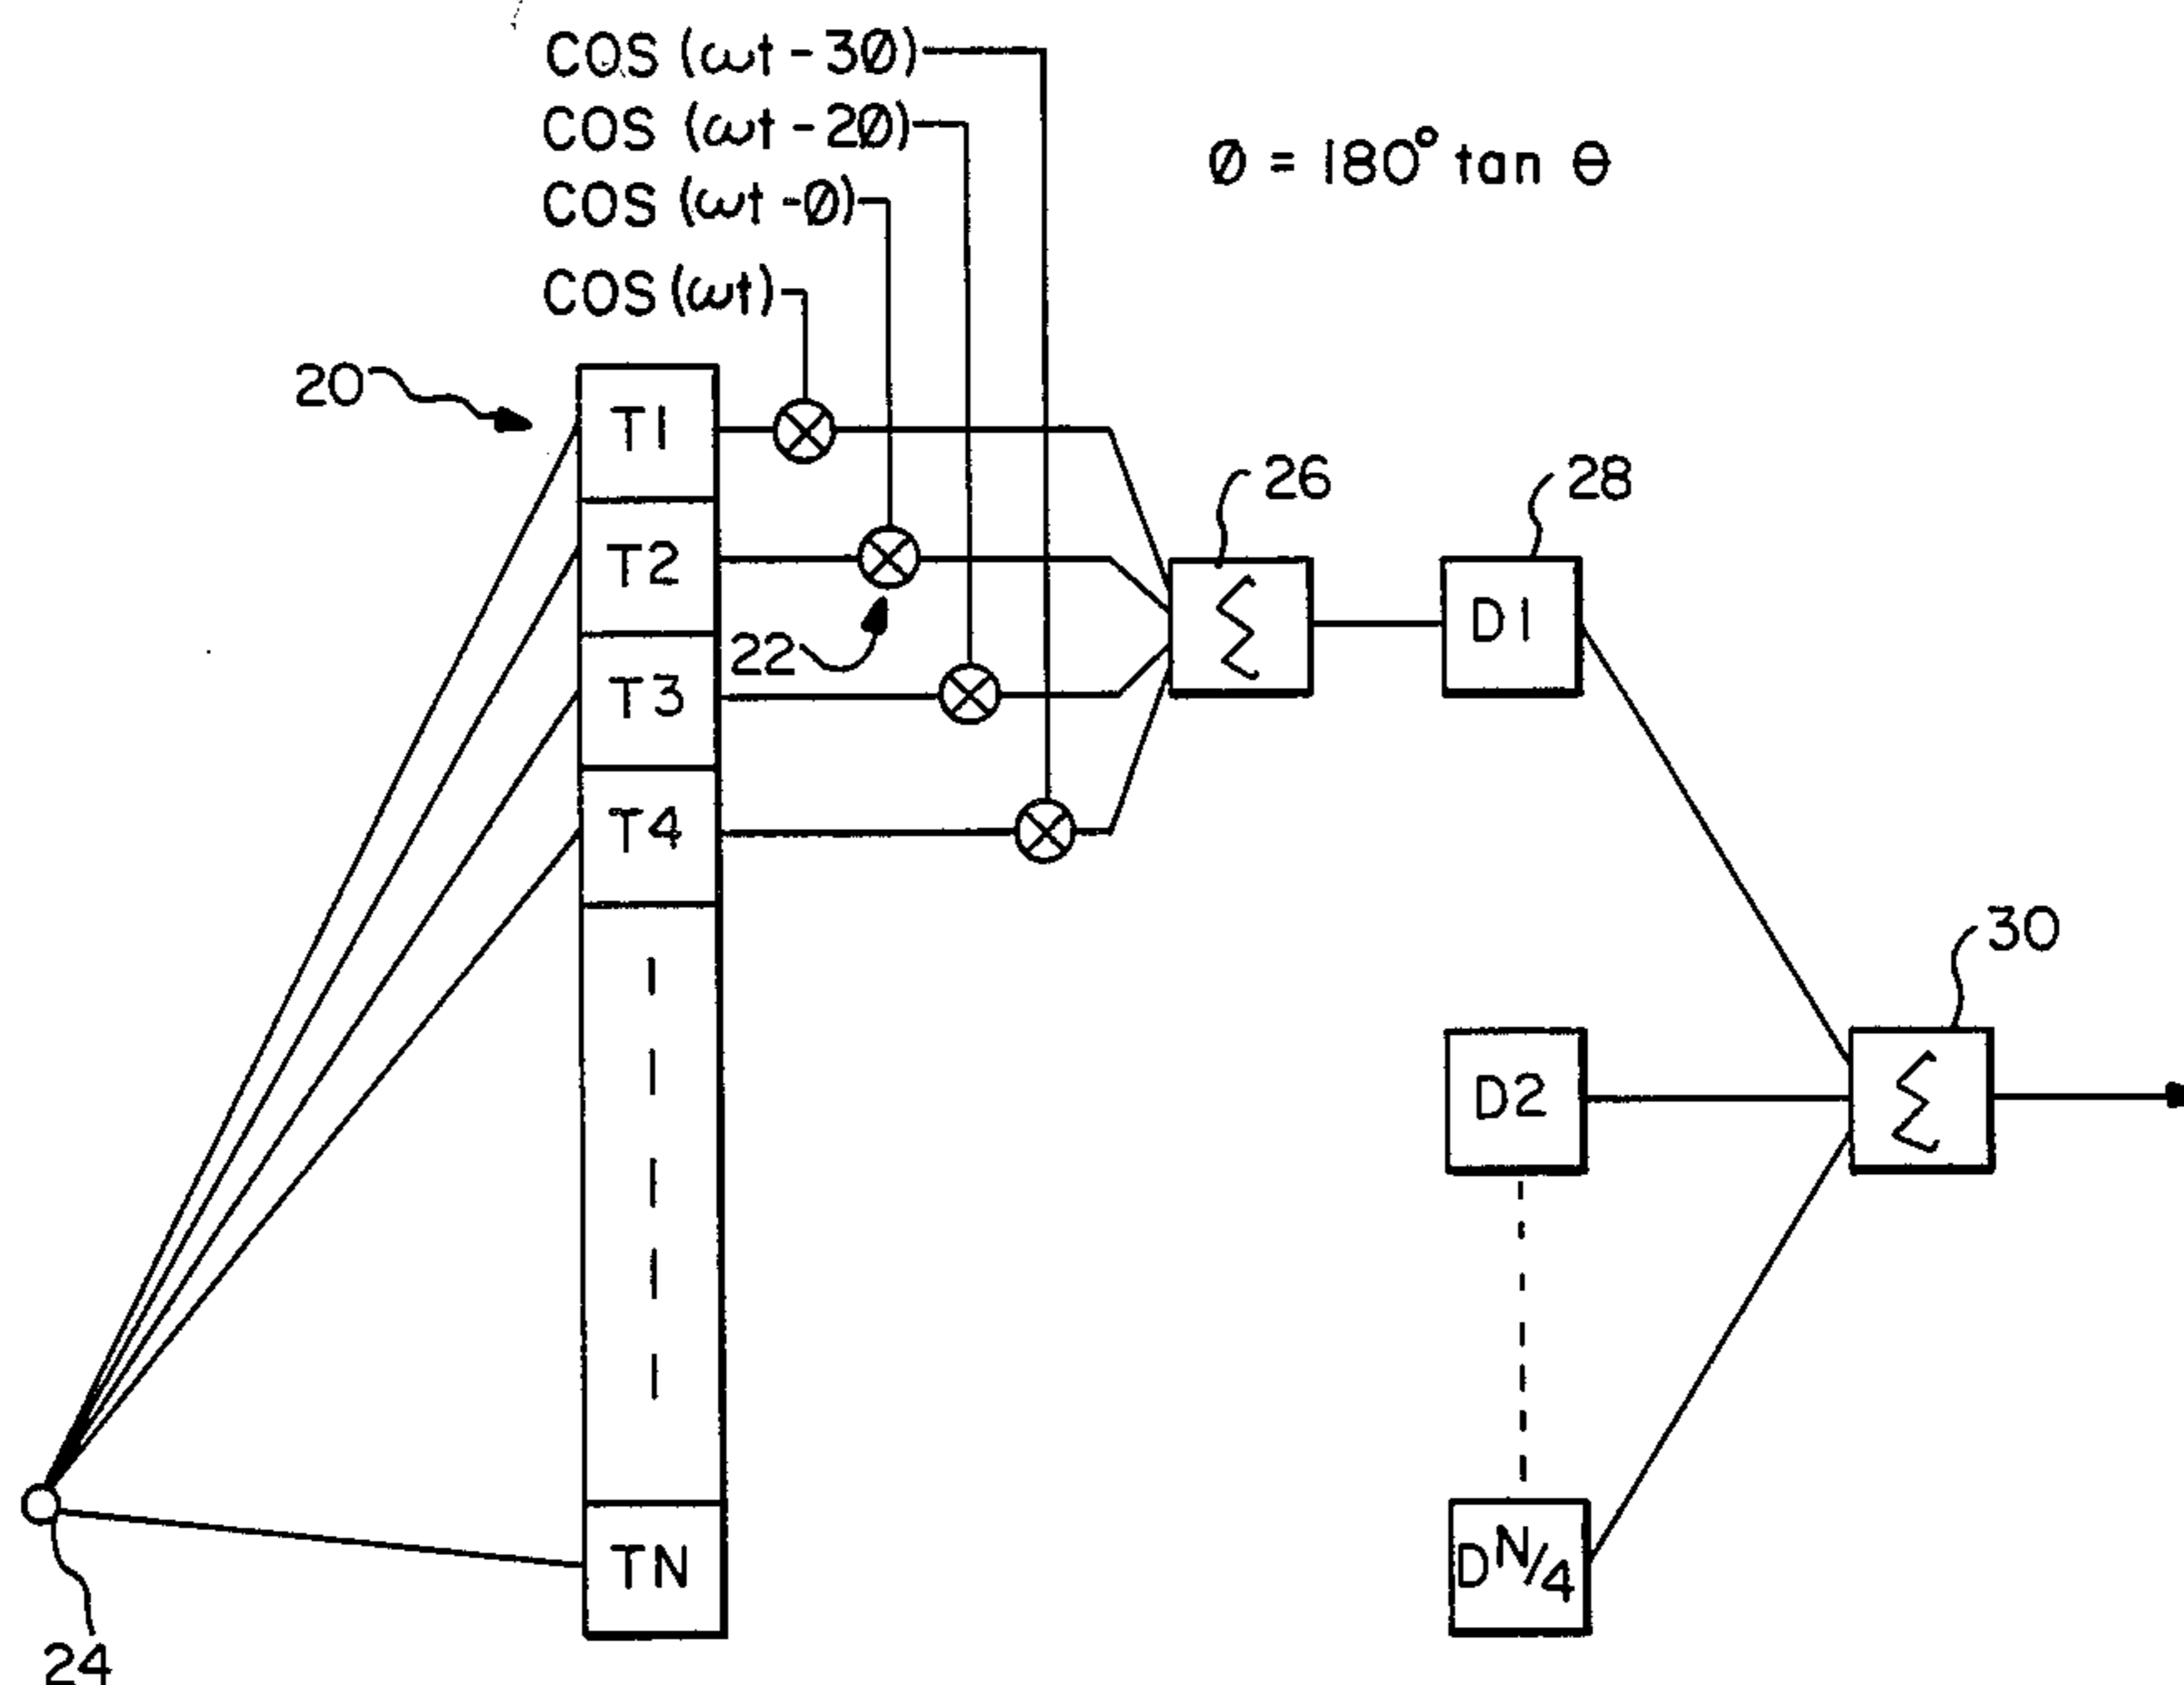 COS (ωt - 3Ø)
COS (ωt - 2Ø)
COS (ωt - Ø)
COS (ωt)
Ø = 180° tan θ
20
T1
T2
T3
T4
TN
22
24
26
Σ
28
D1
D2
DN/4
30
Σ